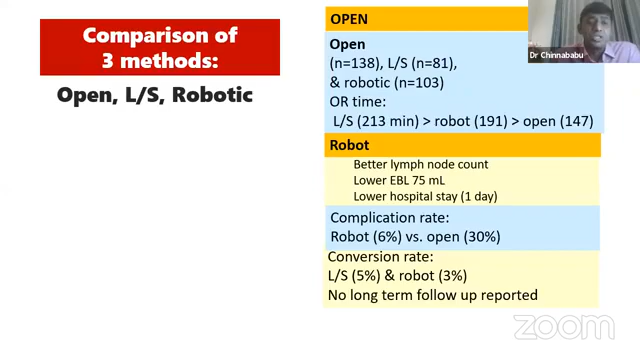 Comparison of
3 methods:
Open, L/S, Robotic
OPEN
Open
(n=138), L/S (n=81),
& robotic (n=103)
OR time:
L/S (213 min) > robot (191) > open (147)
Robot
Better lymph node count
Lower EBL 75 mL
Lower hospital stay (1 day)
Complication rate:
Robot (6%) vs. open (30%)
Conversion rate:
L/S (5%) & robot (3%)
No long term follow up reported
Dr Chinnababu
zoom